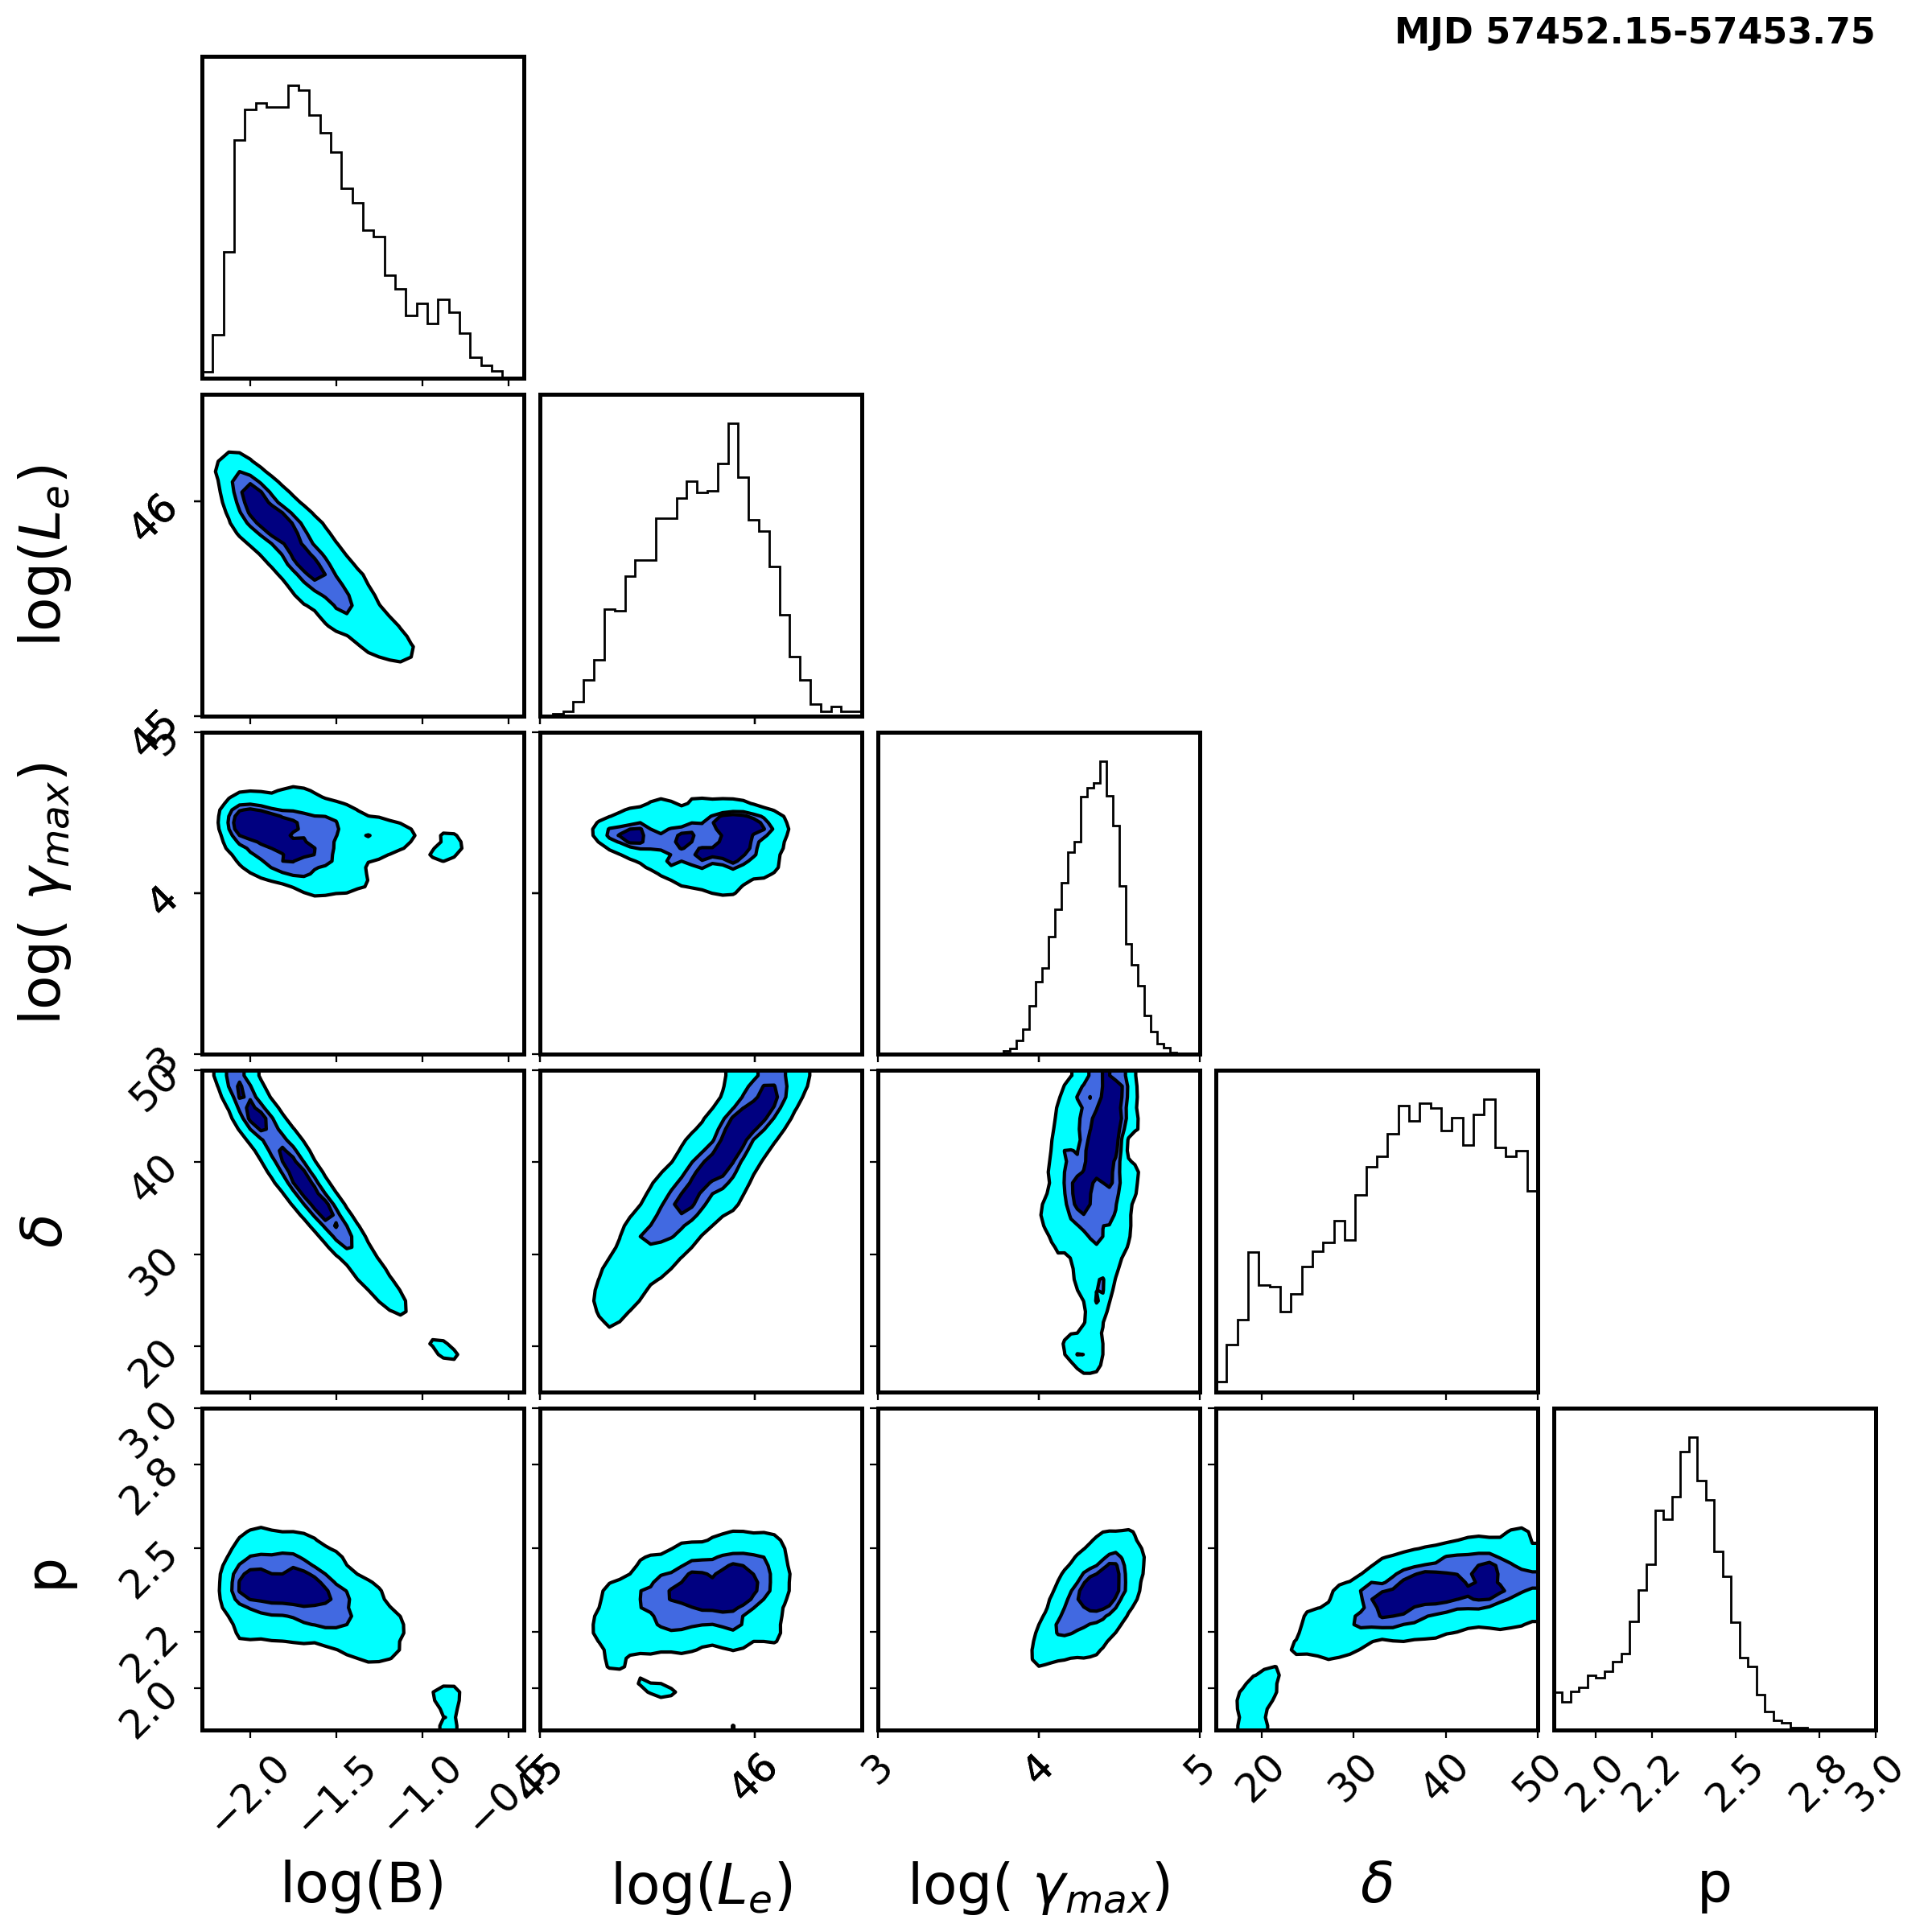 MJD 57452.15-57453.75
log(Lₑ)
46
45
log( γₘₐₓ)
5
4
3
δ
50
40
30
20
p
3.0
2.8
2.5
2.2
2.0
−2.0 −1.5 −1.0 −0.5 45 46 3 4 5 20 30 40 50 2.0 2.2 2.5 2.8 3.0
log(B) log(Lₑ) log( γₘₐₓ) δ p